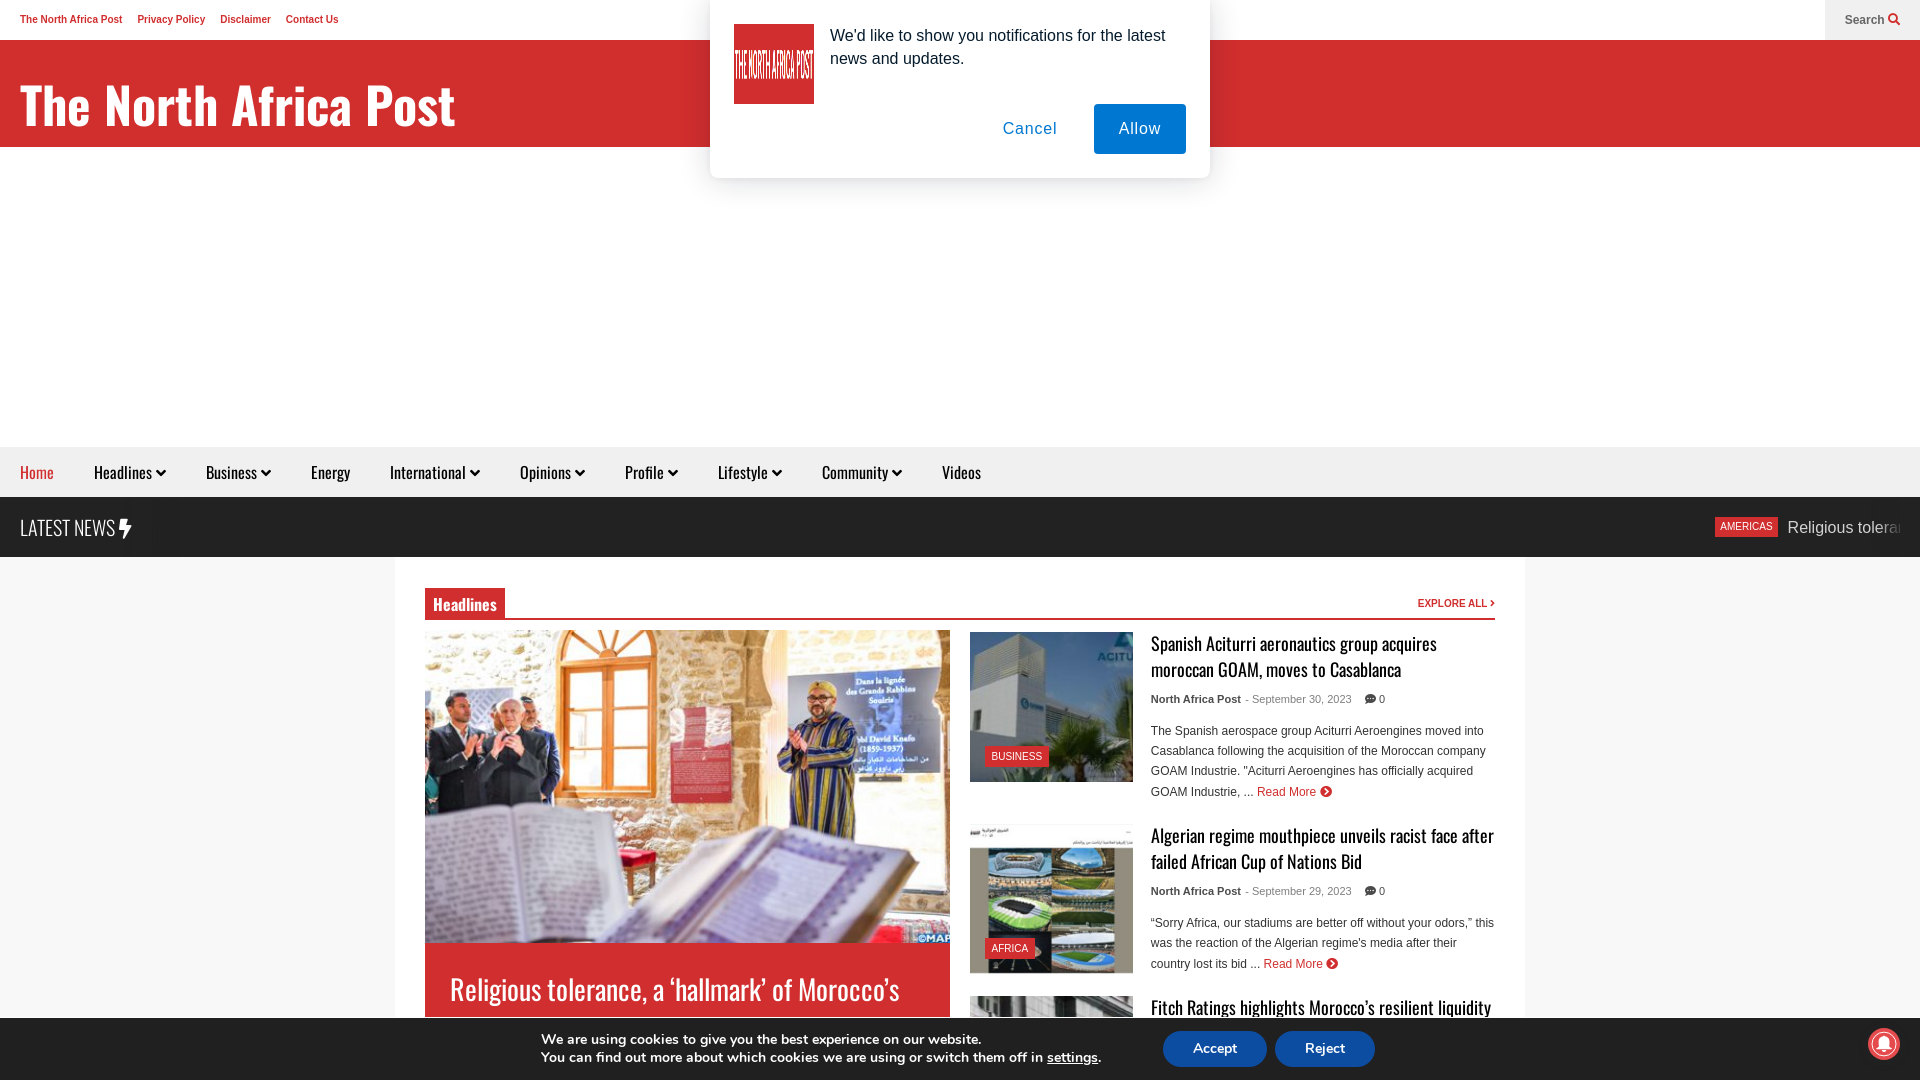 The North Africa Post
Privacy Policy
Disclaimer
Contact Us
Search
THE NORTH AFRICA POST
We'd like to show you notifications for the latest
news and updates.
Cancel
Allow
The North Africa Post
Home
Headlines
Business
Energy
International
Opinions
Profile
Lifestyle
Community
Videos
LATEST NEWS
AMERICAS
Religious tolera
Headlines
EXPLORE ALL
Dans la lignée
des Grands Rabbins
Souiris
David Knafo
(1859-1937)
©MAP
Religious tolerance, a ‘hallmark’ of Morocco’s
BUSINESS
Spanish Aciturri aeronautics group acquires
moroccan GOAM, moves to Casablanca
North Africa Post - September 30, 2023 0
The Spanish aerospace group Aciturri Aeroengines moved into
Casablanca following the acquisition of the Moroccan company
GOAM Industrie. "Aciturri Aeroengines has officially acquired
GOAM Industrie, ... Read More
AFRICA
Algerian regime mouthpiece unveils racist face after
failed African Cup of Nations Bid
North Africa Post - September 29, 2023 0
“Sorry Africa, our stadiums are better off without your odors,” this
was the reaction of the Algerian regime's media after their
country lost its bid ... Read More
Fitch Ratings highlights Morocco’s resilient liquidity
We are using cookies to give you the best experience on our website.
You can find out more about which cookies we are using or switch them off in settings.
Accept
Reject